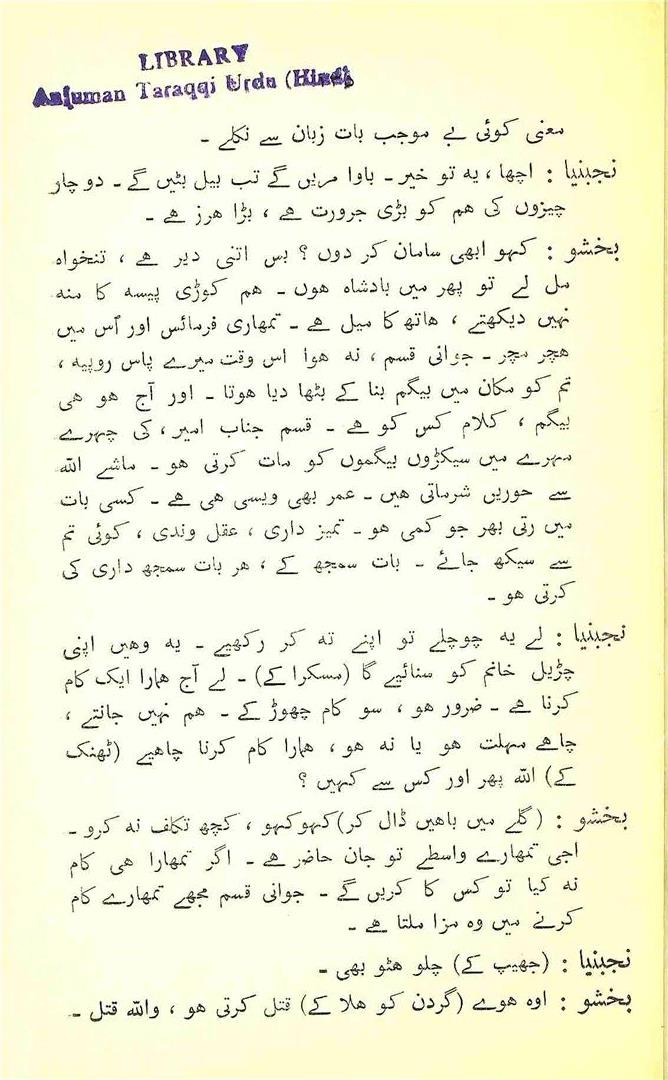 LIBRARY
Anjuman Taraqqi Urdu (Hind)
معنی کوئی بے موجب بات زبان سے نکلے ۔
نجبنیا : اچھا ، یہ تو خیر ۔ باوا مریں گے تب بیل بٹیں گے ۔ دو چار
چیزوں کی ہم کو بڑی جرورت ہے ، بڑا ہرز ہے ۔
بخشو : کہو ابھی سامان کر دوں ؟ بس اتنی دیر ہے ، تنخواہ
مل لے تو پھر میں بادشاہ ہوں ۔ ہم کوڑی پیسہ کا منہ
نہیں دیکھتے ، ہاتھ کا میل ہے ۔ تمہاری فرمائس اور اُس میں
ہچر مچر ۔ جوانی قسم ، نہ ہوا اس وقت میرے پاس روپیہ ،
تم کو مکان میں بیگم بنا کے بٹھا دیا ہوتا ۔ اور آج ہو ہی
بیگم ، کلام کس کو ہے ۔ قسم جناب امیر ، کی چہرے
مہرے میں سیکڑوں بیگموں کو مات کرتی ہو ۔ ماشے اللہ
سے حوریں شرماتی ہیں ۔ عمر بھی ویسی ہی ہے ۔ کسی بات
میں رتی بھر جو کمی ہو ۔ تمیز داری ، عقل وندی ، کوئی تم
سے سیکھ جائے ۔ بات سمجھ کے ، ہر بات سمجھ داری کی
کرتی ہو ۔
نجبنیا : لے یہ چوچلے تو اپنے تہ کر رکھیے ۔ یہ وہیں اپنی
چڑیل خانم کو سنائیے گا (مسکرا کے) ۔ لے آج ہمارا ایک کام
کرنا ہے ۔ ضرور ہو ، سو کام چھوڑ کے ۔ ہم نہیں جانتے ،
چاہے مہلت ہو یا نہ ہو ، ہمارا کام کرنا چاہیے (ٹھنک
کے) اللہ پھر اور کس سے کہیں ؟
بخشو : (گلے میں باہیں ڈال کر) کہو کہو ، کچھ تکلف نہ کرو ۔
اجی تمہارے واسطے تو جان حاضر ہے ۔ اگر تمہارا ہی کام
نہ کیا تو کس کا کریں گے ۔ جوانی قسم مجھے تمہارے کام
کرنے میں وہ مزا ملتا ہے ۔
نجبنیا : (جھیپ کے) چلو ہٹو بھی ۔
بخشو : اوہ ہوے (گردن کو ہلا کے) قتل کرتی ہو ، واللہ قتل ۔